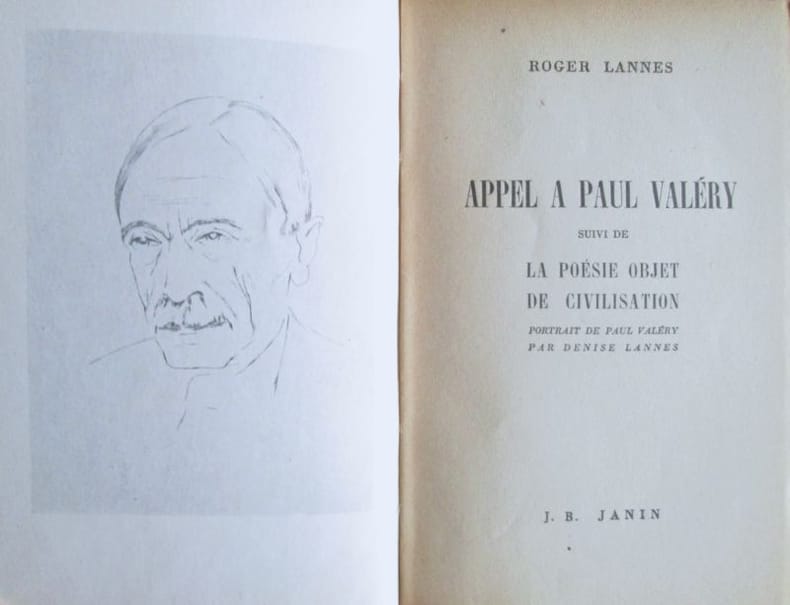 ROGER LANNES
APPEL A PAUL VALÉRY
SUIVI DE
LA POÉSIE OBJET
DE CIVILISATION
PORTRAIT DE PAUL VALÉRY
PAR DENISE LANNES
J. B. JANIN